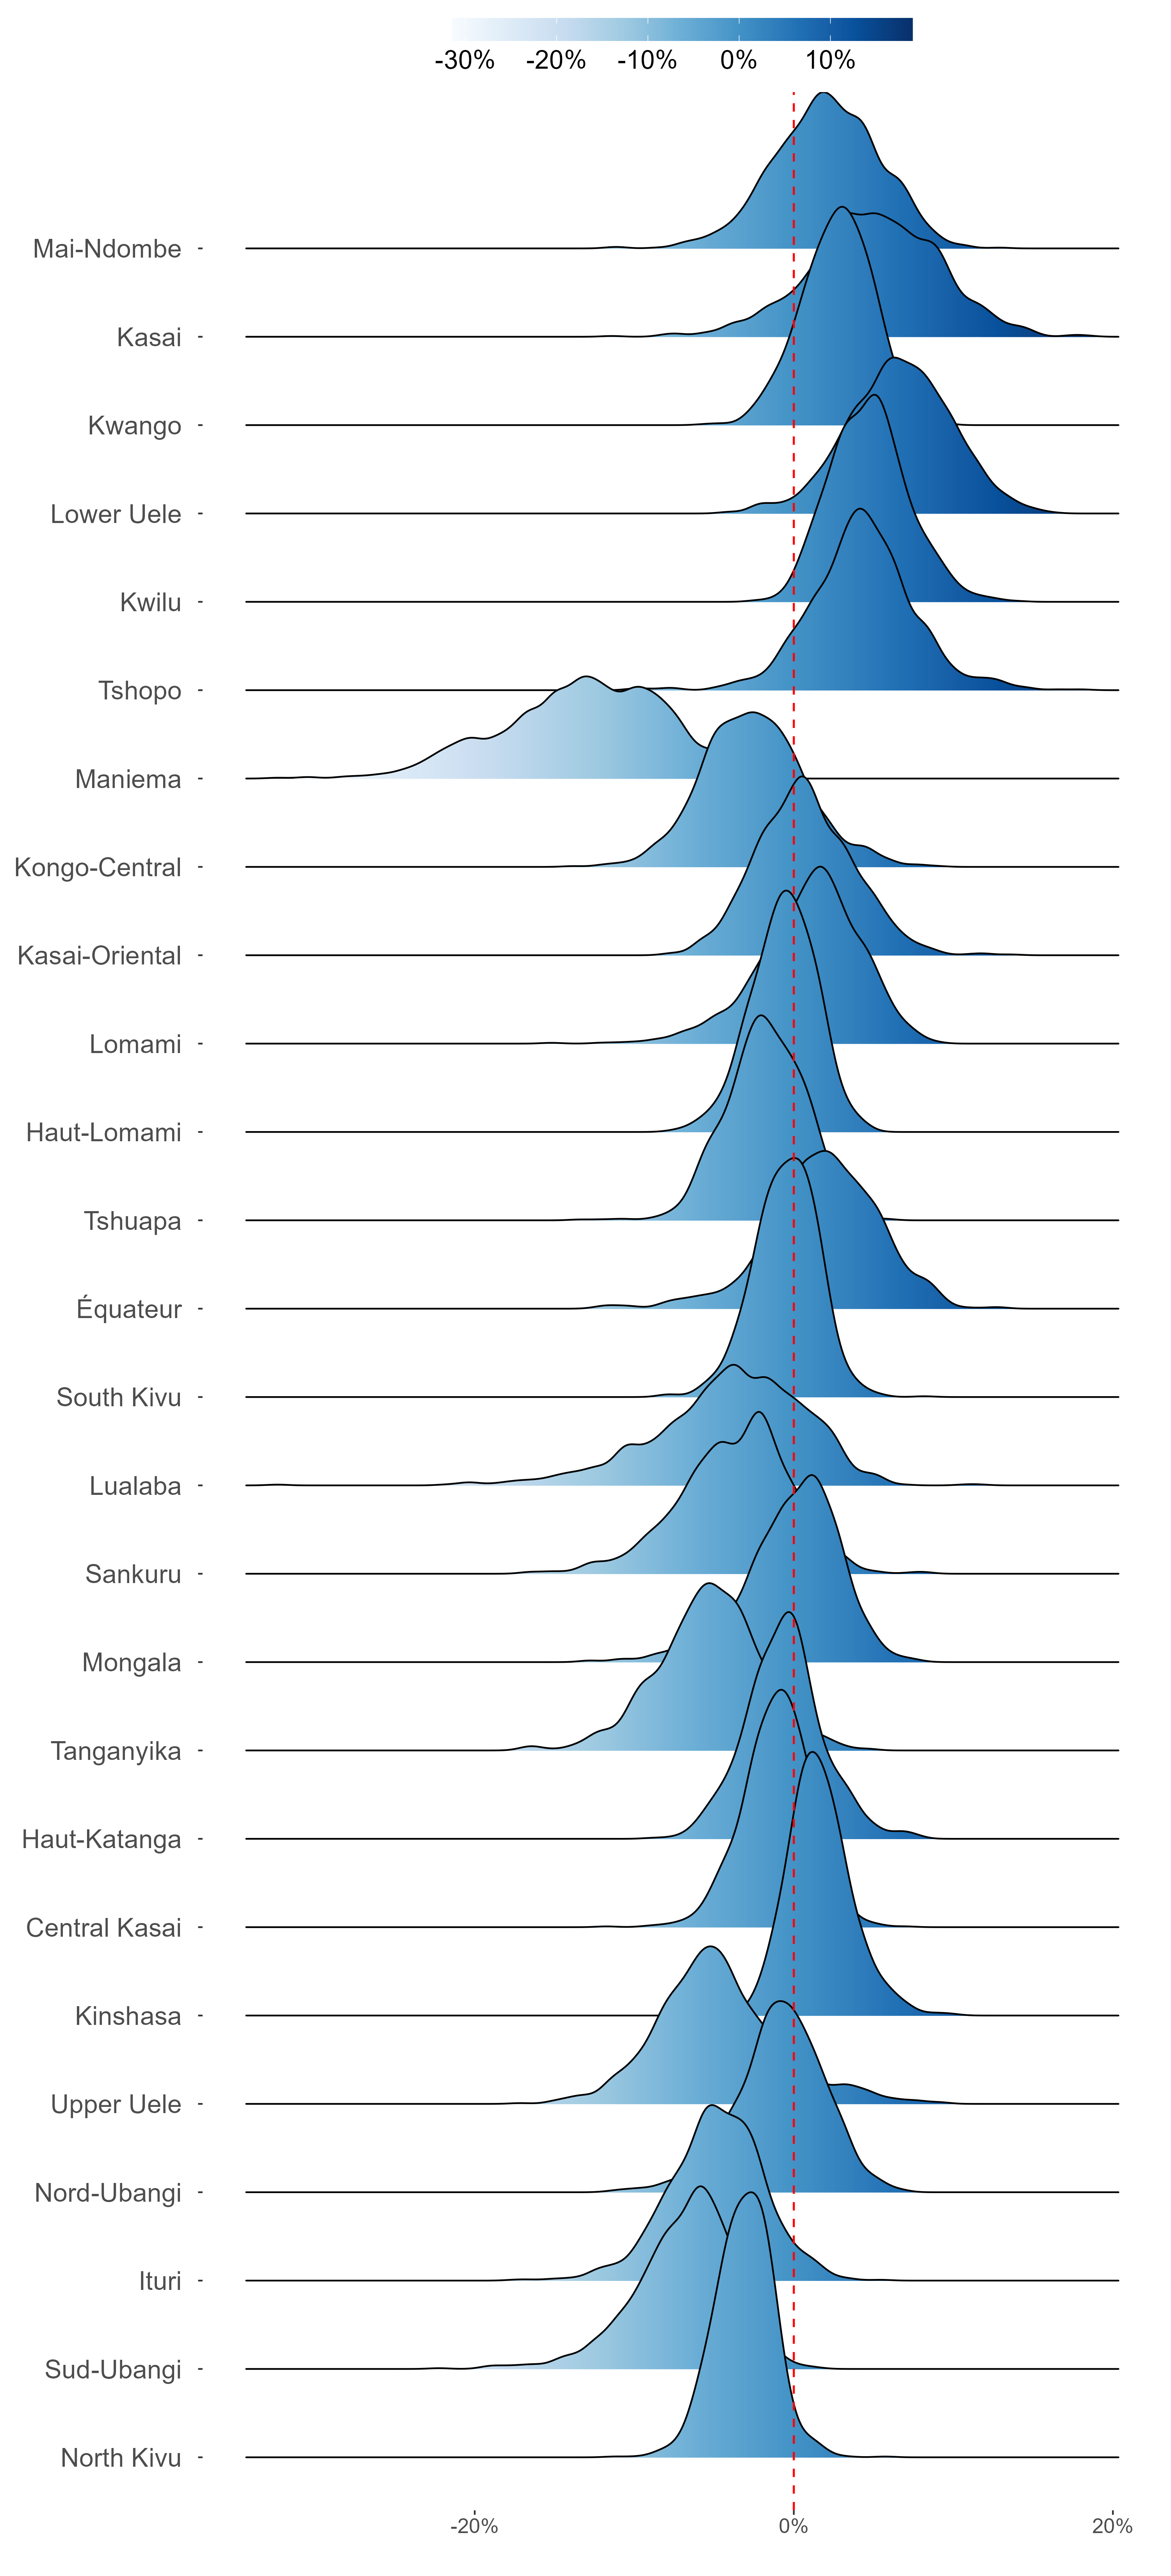 -30% -20% -10% 0% 10%
Mai-Ndombe
Kasai
Kwango
Lower Uele
Kwilu
Tshopo
Maniema
Kongo-Central
Kasai-Oriental
Lomami
Haut-Lomami
Tshuapa
Équateur
South Kivu
Lualaba
Sankuru
Mongala
Tanganyika
Haut-Katanga
Central Kasai
Kinshasa
Upper Uele
Nord-Ubangi
Ituri
Sud-Ubangi
North Kivu
-20% 0% 20%